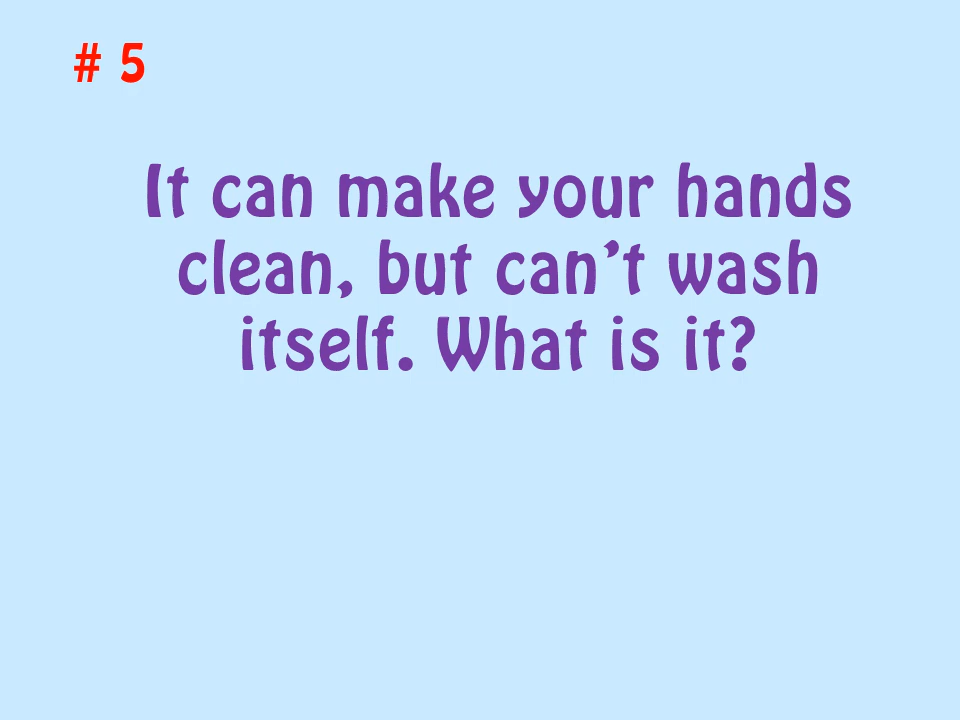 # 5
It can make your hands
clean, but can’t wash
itself. What is it?